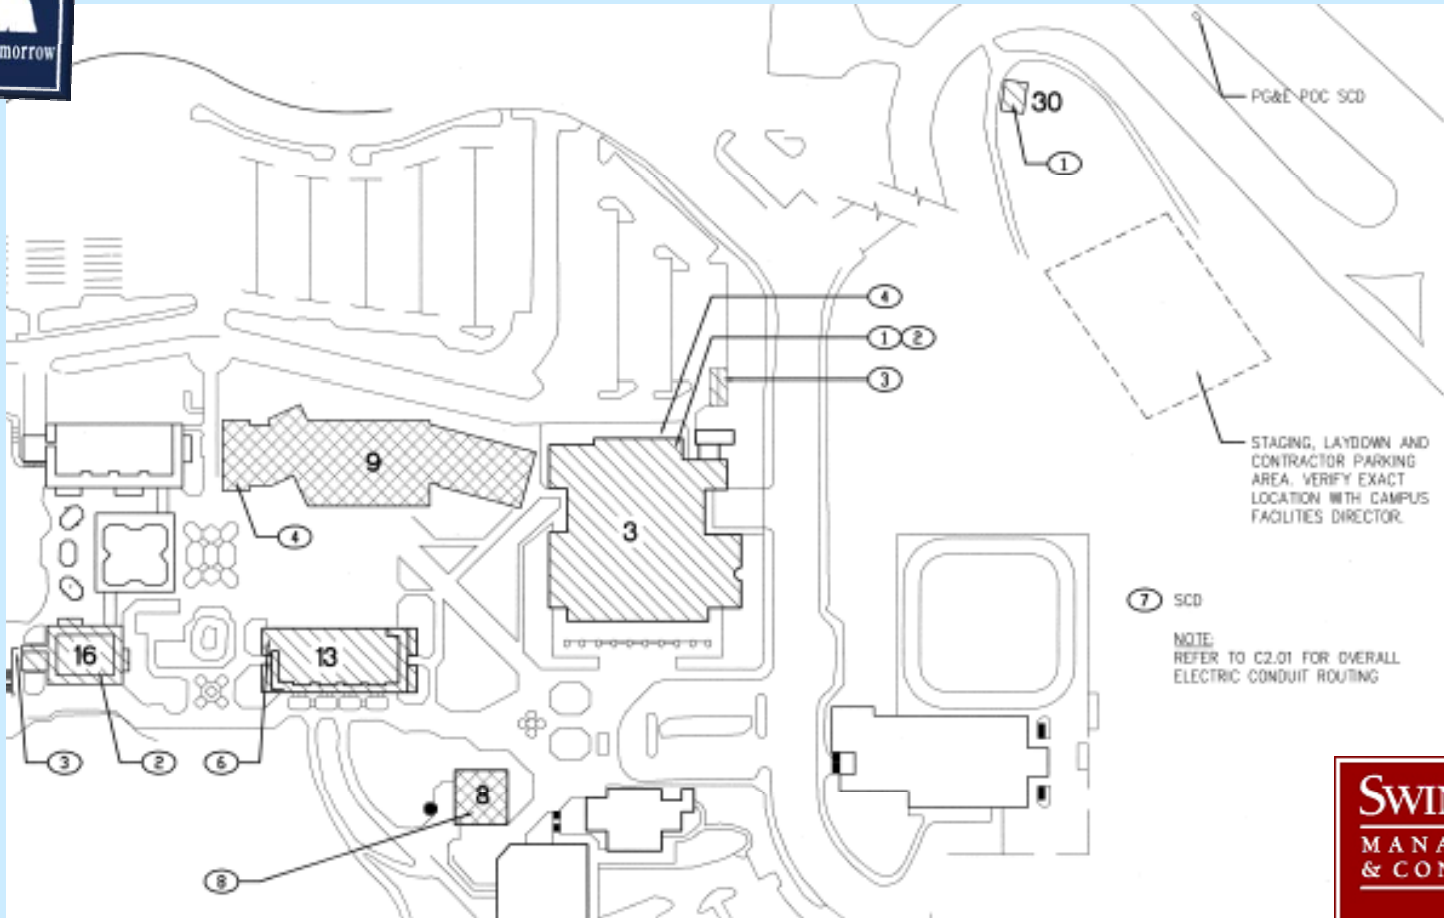 morrow
30
PG&E POC SCD
1
4
1 2
3
STAGING, LAYDOWN AND
CONTRACTOR PARKING
AREA. VERIFY EXACT
LOCATION WITH CAMPUS
FACILITIES DIRECTOR.
9
4
3
7 SCD
NOTE:
REFER TO C2.01 FOR OVERALL
ELECTRIC CONDUIT ROUTING
16
13
3
2
6
8
8
SWIN
MANA
& CON